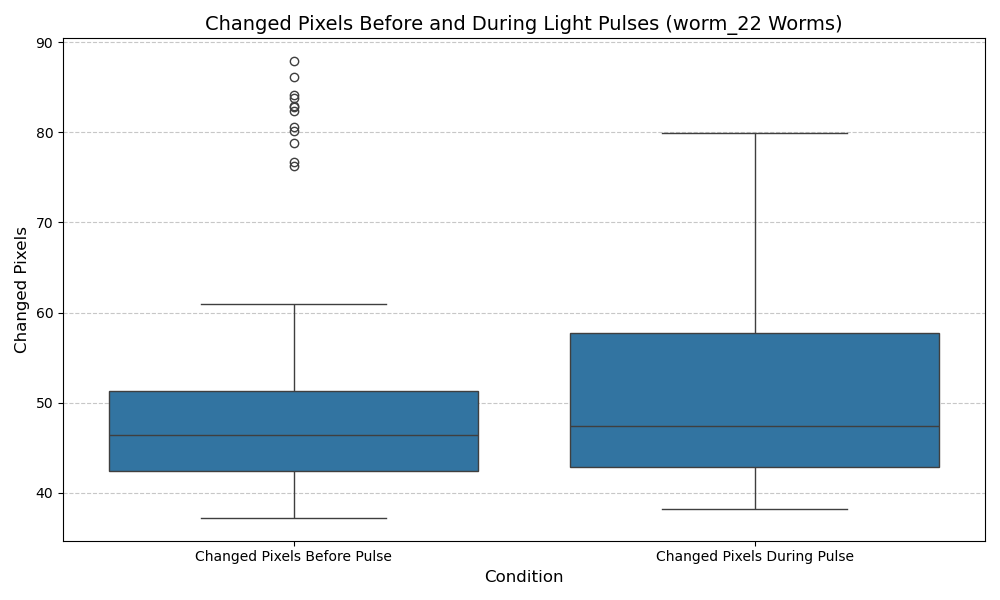 Changed Pixels Before and During Light Pulses (worm_22 Worms)
90
80
70
60
50
40
Changed Pixels
Changed Pixels Before Pulse
Changed Pixels During Pulse
Condition